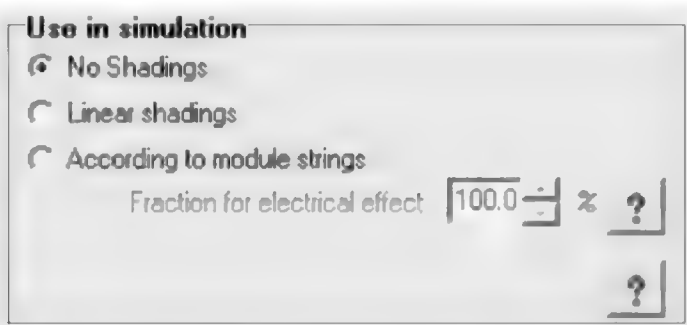 Use in simulation
No Shadings
Linear shadings
According to module strings
Fraction for electrical effect 100.0 % ?
?